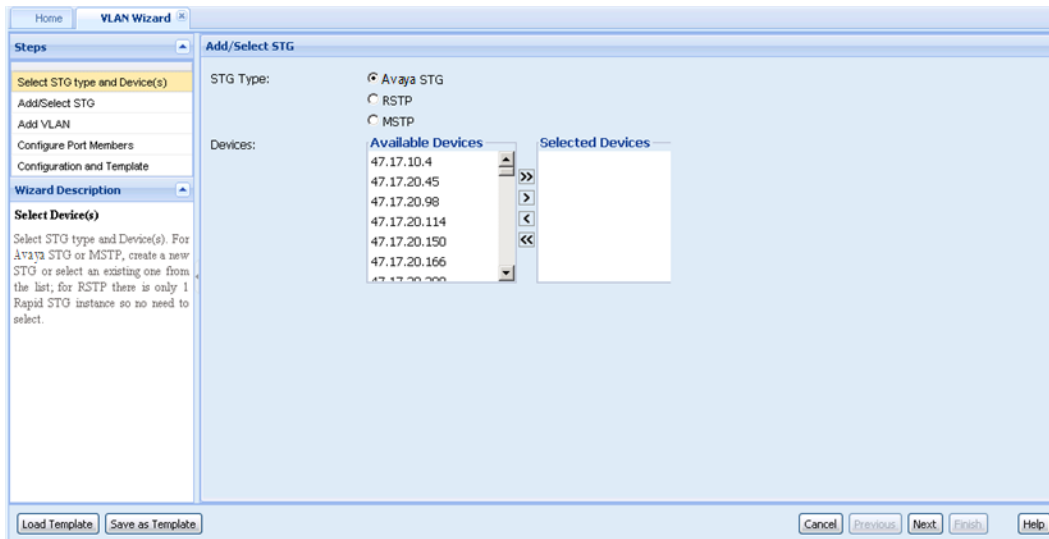 Home
VLAN Wizard
Steps
Select STG type and Device(s)
Add/Select STG
Add VLAN
Configure Port Members
Configuration and Template
Wizard Description
Select Device(s)
Select STG type and Device(s). For
Avaya STG or MSTP, create a new
STG or select an existing one from
the list; for RSTP there is only 1
Rapid STG instance so no need to
select.
Add/Select STG
STG Type:
Avaya STG
RSTP
MSTP
Devices:
Available Devices
47.17.10.4
47.17.20.45
47.17.20.98
47.17.20.114
47.17.20.150
47.17.20.166
>>
>
<
<<
Selected Devices
Load Template
Save as Template
Cancel
Previous
Next
Finish
Help